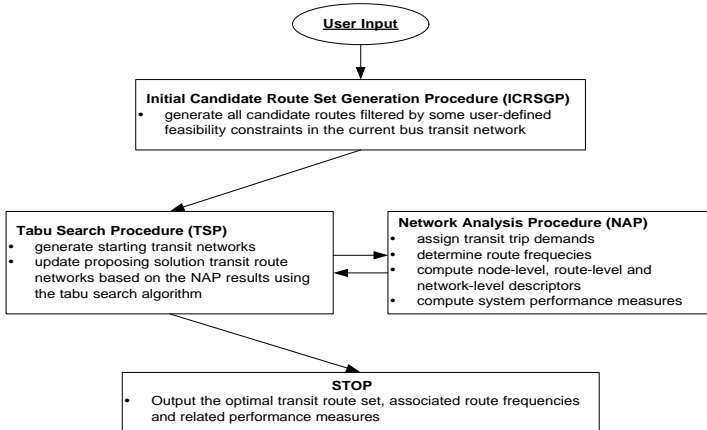 User Input
Initial Candidate Route Set Generation Procedure (ICRSGP)
• generate all candidate routes filtered by some user-defined
feasibility constraints in the current bus transit network
Tabu Search Procedure (TSP)
• generate starting transit networks
• update proposing solution transit route
networks based on the NAP results using
the tabu search algorithm
Network Analysis Procedure (NAP)
• assign transit trip demands
• determine route frequecies
• compute node-level, route-level and
network-level descriptors
• compute system performance measures
STOP
• Output the optimal transit route set, associated route frequencies
and related performance measures